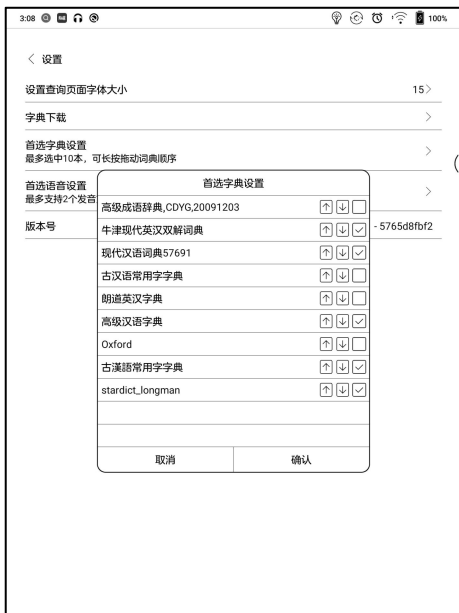 3:08
100%
设置
设置查询页面字体大小
15
字典下载
首选字典设置
最多选中10本，可长按拖动词典顺序
首选语音设置
最多支持2个发音
版本号
- 5765d8fbf2
首选字典设置
高级成语辞典,CDYG,20091203
牛津现代英汉双解词典
现代汉语词典57691
古汉语常用字字典
朗道英汉字典
高级汉语字典
Oxford
古漢語常用字字典
stardict_longman
取消
确认